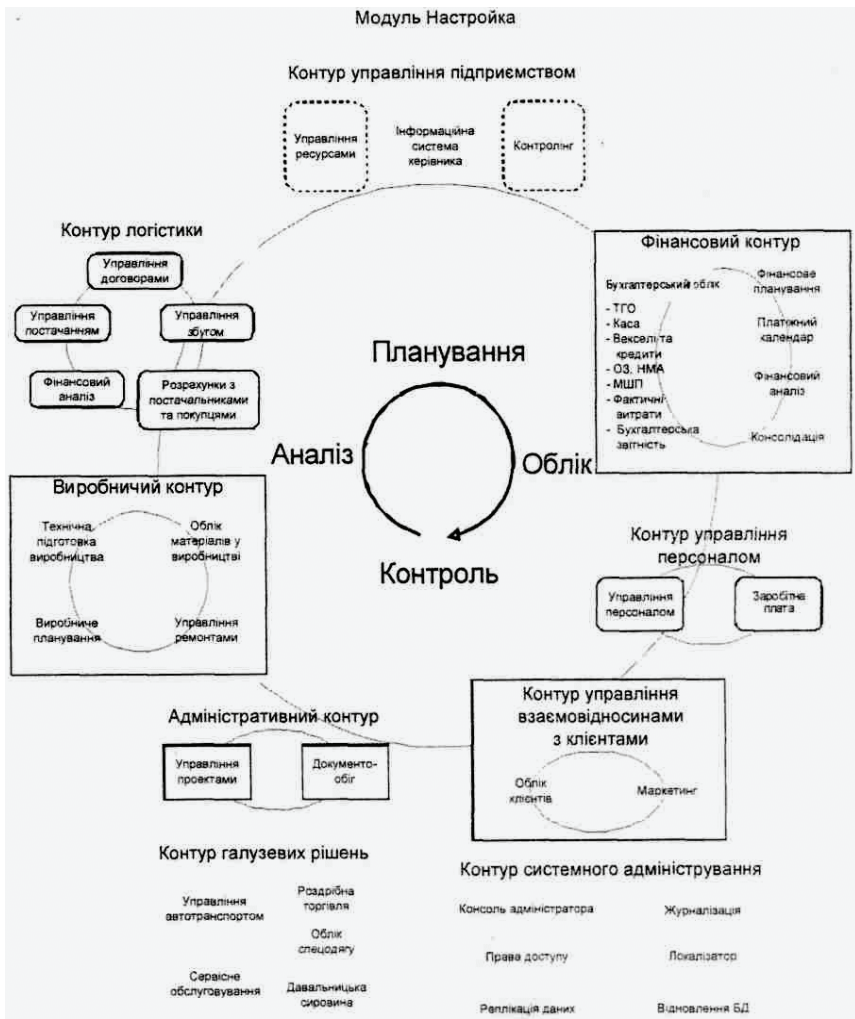 Модуль Настройка
Контур управління підприємством
Управління
ресурсами
Інформаційна
система
керівника
Контролінг
Контур логістики
Управління
договорами
Управління
постачанням
Управління
збутом
Фінансовий
аналіз
Розрахунки з
постачальниками
та покупцями
Фінансовий контур
Бухгалтерський облік
- ТГО
- Каса
- Векселі та
кредити
- ОЗ, НМА
- МШП
- Фактичні
витрати
- Бухгалтерська
звітність
Фінансове
планування
Платіжний
календар
Фінансовий
аналіз
Консолідація
Планування
Аналіз
Облік
Контроль
Виробничий контур
Технічна
підготовка
виробництва
Облік
матеріалів у
виробництві
Виробниче
планування
Управління
ремонтами
Контур управління
персоналом
Управління
персоналом
Заробітна
плата
Адміністративний контур
Управління
проектами
Документо-
обіг
Контур управління
взаємовідносинами
з клієнтами
Облік
клієнтів
Маркетинг
Контур галузевих рішень
Управління
автотранспортом
Роздрібна
торгівля
Облік
спецодягу
Сервісне
обслуговування
Давальницька
сировина
Контур системного адміністрування
Консоль адміністратора
Журналізація
Права доступу
Локалізатор
Реплікація даних
Відновлення БД